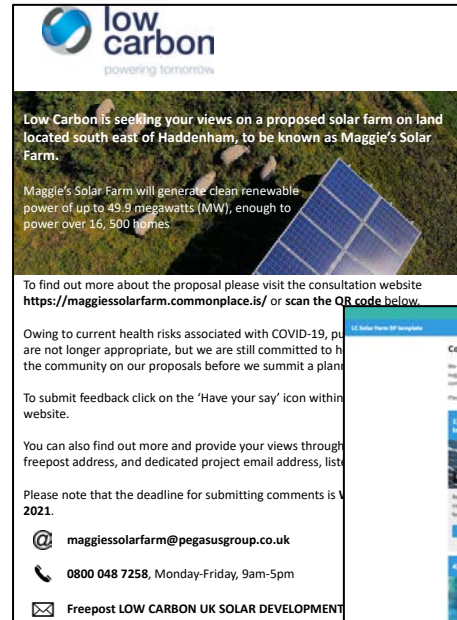 low
carbon
powering tomorrow
Low Carbon is seeking your views on a proposed solar farm on land
located south east of Haddenham, to be known as Maggie's Solar
Farm.
Maggie's Solar Farm will generate clean renewable
power of up to 49.9 megawatts (MW), enough to
power over 16, 500 homes
To find out more about the proposal please visit the consultation website
https://maggiessolarfarm.commonplace.is/ or scan the QR code below.
Owing to current health risks associated with COVID-19, pu
are not longer appropriate, but we are still committed to h
the community on our proposals before we summit a plann
To submit feedback click on the 'Have your say' icon within
website.
You can also find out more and provide your views through
freepost address, and dedicated project email address, liste
Please note that the deadline for submitting comments is
2021.
@ maggiessolarfarm@pegasusgroup.co.uk
0800 048 7258, Monday-Friday, 9am-5pm
Freepost LOW CARBON UK SOLAR DEVELOPMENT
LC Solar Farm DP template